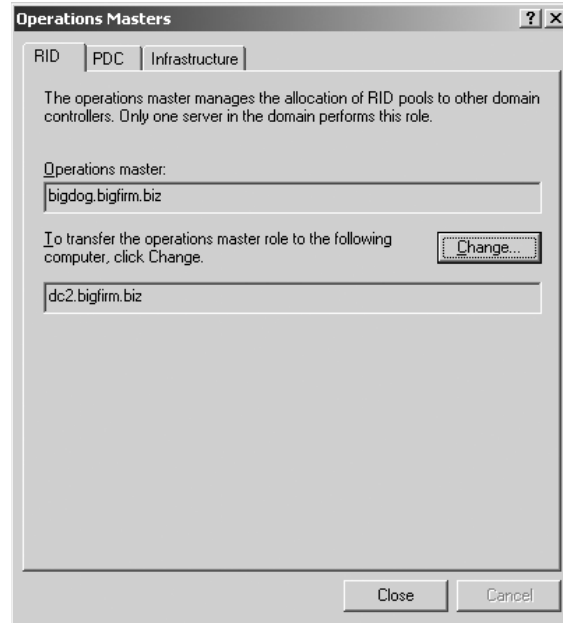 Operations Masters
RID PDC Infrastructure
The operations master manages the allocation of RID pools to other domain
controllers. Only one server in the domain performs this role.
Operations master:
bigdog.bigfirm.biz
To transfer the operations master role to the following
computer, click Change.
Change...
dc2.bigfirm.biz
Close Cancel